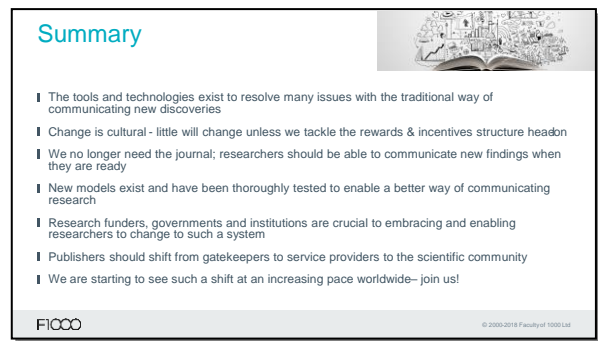 Summary
The tools and technologies exist to resolve many issues with the traditional way of
communicating new discoveries
Change is cultural - little will change unless we tackle the rewards & incentives structure head-on
We no longer need the journal; researchers should be able to communicate new findings when
they are ready
New models exist and have been thoroughly tested to enable a better way of communicating
research
Research funders, governments and institutions are crucial to embracing and enabling
researchers to change to such a system
Publishers should shift from gatekeepers to service providers to the scientific community
We are starting to see such a shift at an increasing pace worldwide– join us!
F1000
© 2000-2018 Faculty of 1000 Ltd